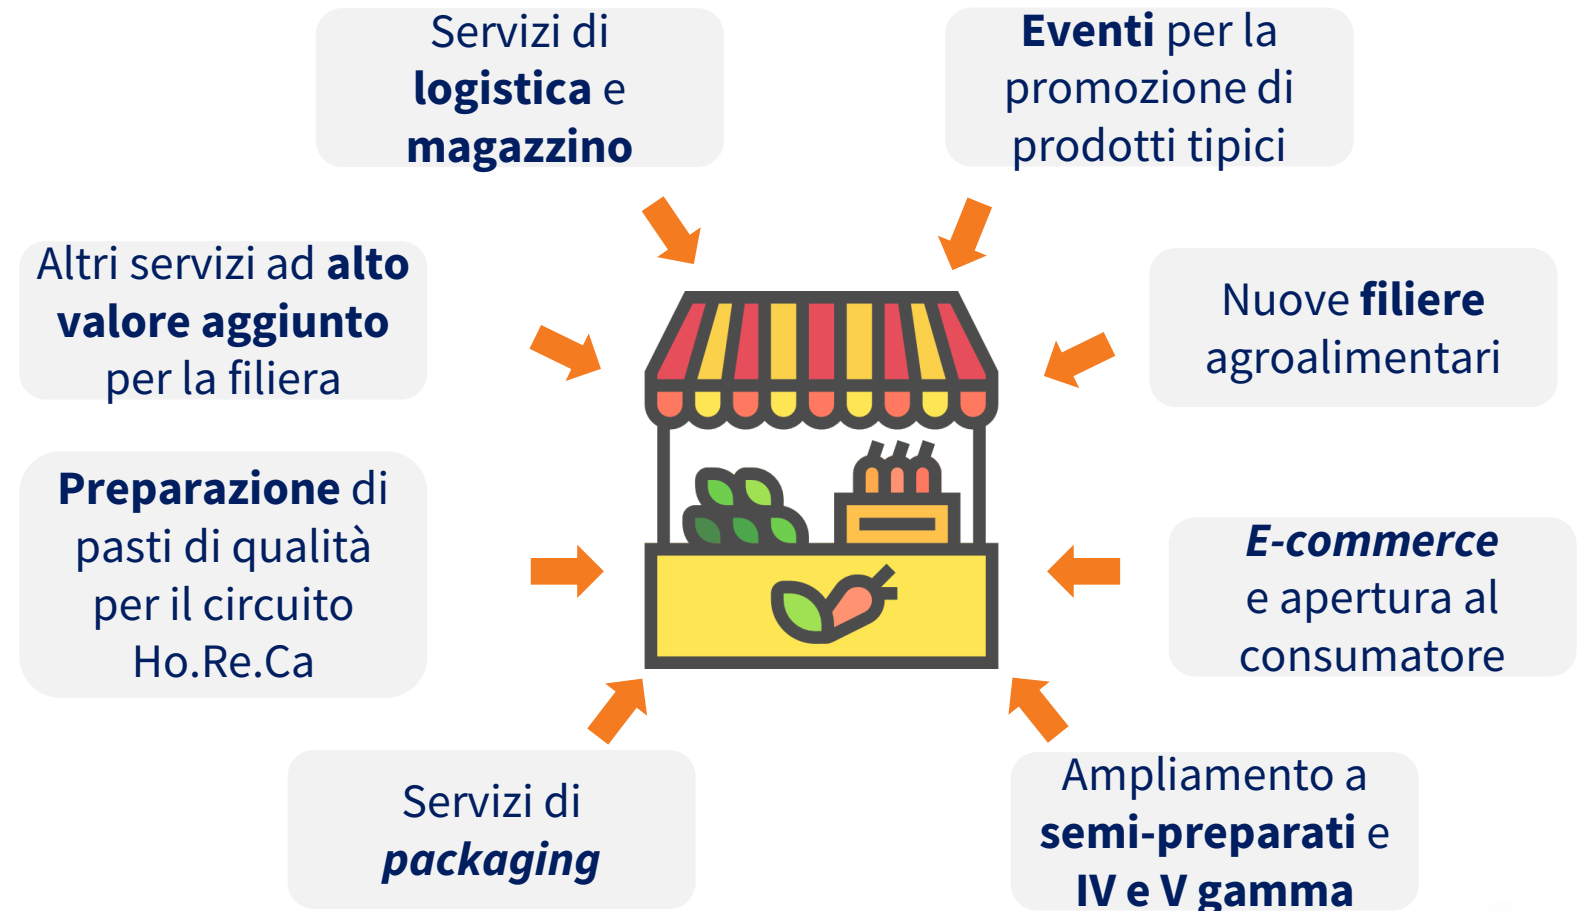 Servizi di
logistica e
magazzino
Eventi per la
promozione di
prodotti tipici
Altri servizi ad alto
valore aggiunto
per la filiera
Nuove filiere
agroalimentari
Preparazione di
pasti di qualità
per il circuito
Ho.Re.Ca
E-commerce
e apertura al
consumatore
Servizi di
packaging
Ampliamento a
semi-preparati e
IV e V gamma